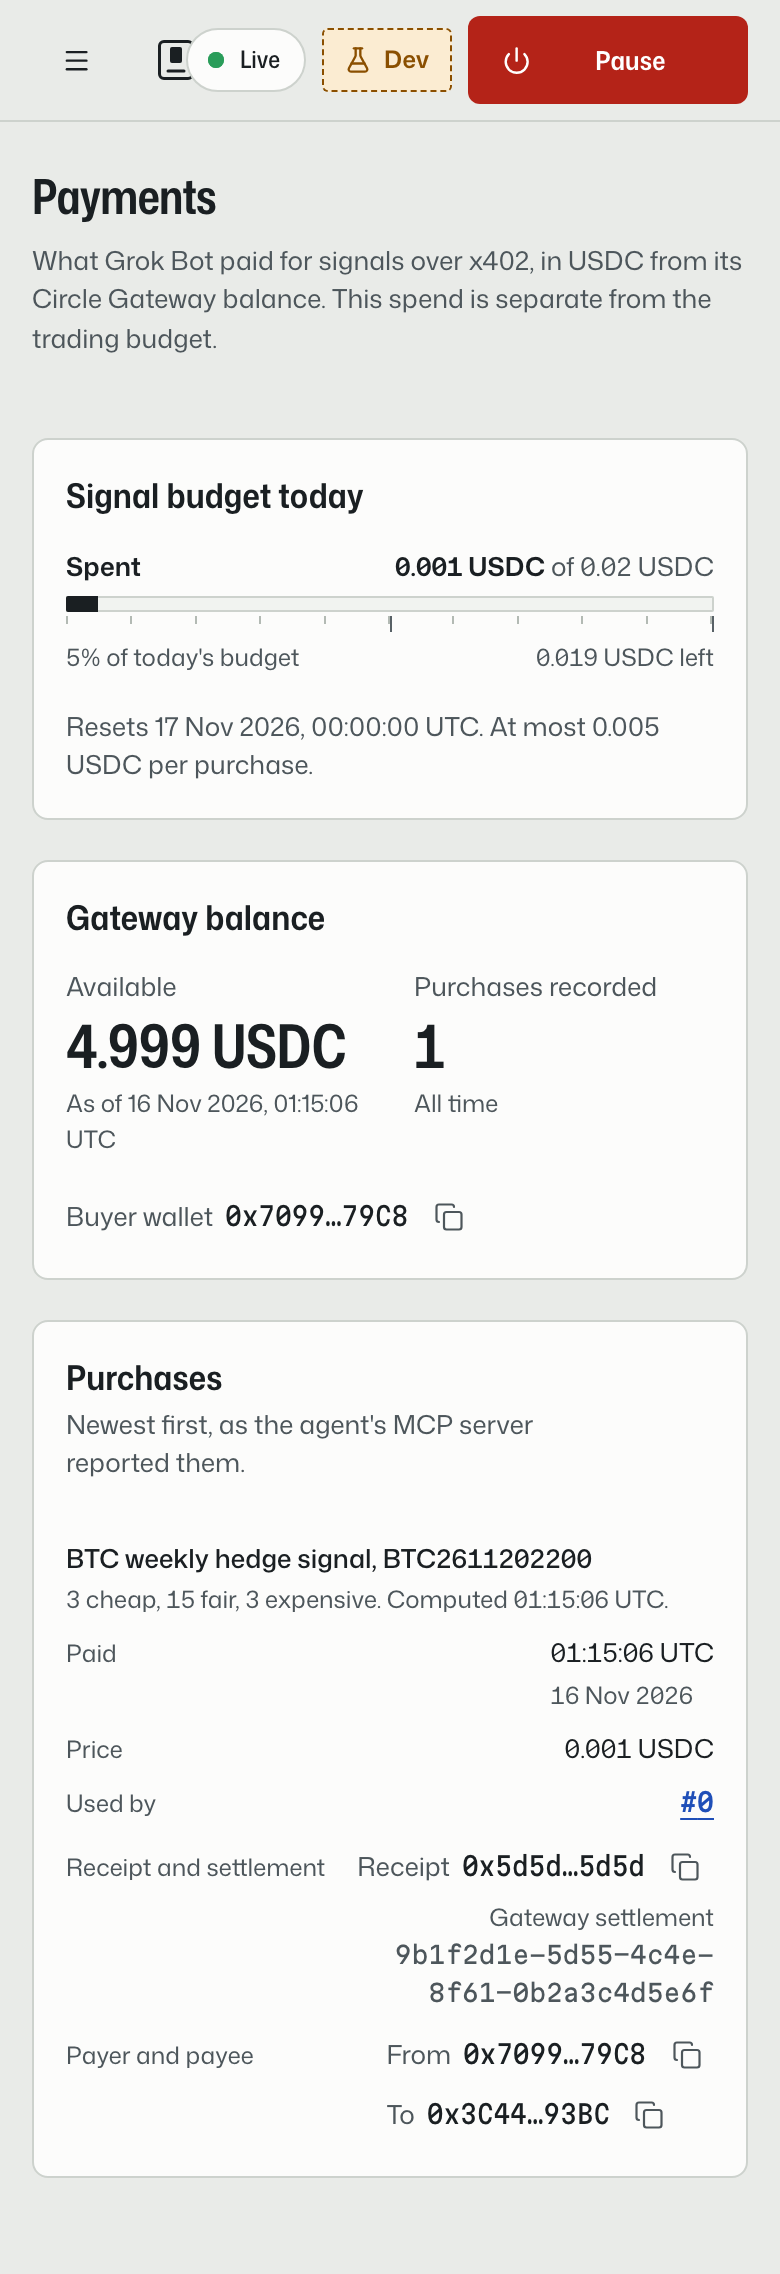 Live
Dev
Pause
Payments
What Grok Bot paid for signals over x402, in USDC from its
Circle Gateway balance. This spend is separate from the
trading budget.
Signal budget today
Spent 0.001 USDC of 0.02 USDC
5% of today's budget 0.019 USDC left
Resets 17 Nov 2026, 00:00:00 UTC. At most 0.005
USDC per purchase.
Gateway balance
Available Purchases recorded
4.999 USDC 1
As of 16 Nov 2026, 01:15:06 All time
UTC
Buyer wallet 0x7099…79C8
Purchases
Newest first, as the agent's MCP server
reported them.
BTC weekly hedge signal, BTC2611202200
3 cheap, 15 fair, 3 expensive. Computed 01:15:06 UTC.
Paid 01:15:06 UTC
16 Nov 2026
Price 0.001 USDC
Used by #0
Receipt and settlement Receipt 0x5d5d…5d5d
Gateway settlement
9b1f2d1e-5d55-4c4e-
8f61-0b2a3c4d5e6f
Payer and payee From 0x7099…79C8
To 0x3C44…93BC